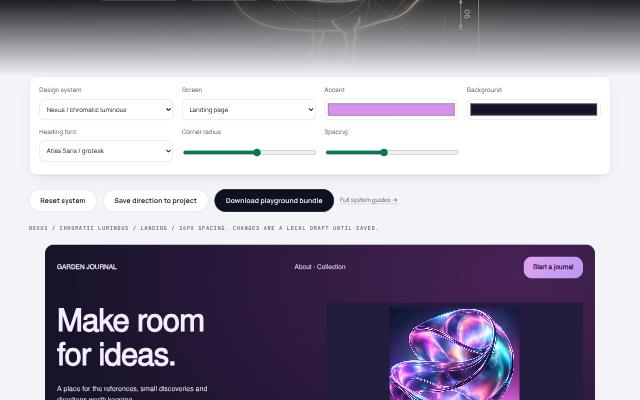 90
Design system
Screen
Accent
Background
Nexus / chromatic luminous
Landing page
Heading font
Corner radius
Spacing
Atlas Sans / grotesk
Reset system
Save direction to project
Download playground bundle
Full system guides →
NEXUS / CHROMATIC LUMINOUS / LANDING / 24PX SPACING. CHANGES ARE A LOCAL DRAFT UNTIL SAVED.
GARDEN JOURNAL
About · Collection
Start a journal
Make room
for ideas.
A place for the references, small discoveries and
directions worth keeping.